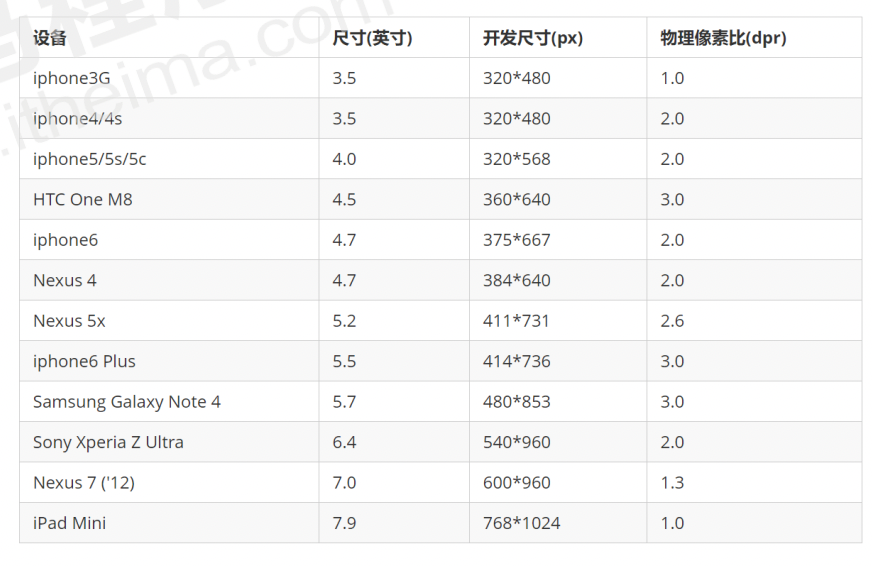 设备 尺寸(英寸) 开发尺寸(px) 物理像素比(dpr)
iphone3G 3.5 320*480 1.0
iphone4/4s 3.5 320*480 2.0
iphone5/5s/5c 4.0 320*568 2.0
HTC One M8 4.5 360*640 3.0
iphone6 4.7 375*667 2.0
Nexus 4 4.7 384*640 2.0
Nexus 5x 5.2 411*731 2.6
iphone6 Plus 5.5 414*736 3.0
Samsung Galaxy Note 4 5.7 480*853 3.0
Sony Xperia Z Ultra 6.4 540*960 2.0
Nexus 7 ('12) 7.0 600*960 1.3
iPad Mini 7.9 768*1024 1.0
.itheima.com